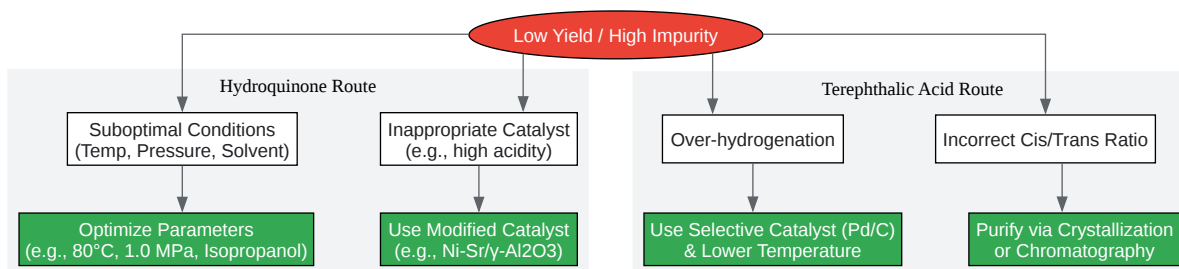 Low Yield / High Impurity
Hydroquinone Route
Terephthalic Acid Route
Suboptimal Conditions
(Temp, Pressure, Solvent)
Inappropriate Catalyst
(e.g., high acidity)
Over-hydrogenation
Incorrect Cis/Trans Ratio
Optimize Parameters
(e.g., 80°C, 1.0 MPa, Isopropanol)
Use Modified Catalyst
(e.g., Ni-Sr/γ-Al2O3)
Use Selective Catalyst (Pd/C)
& Lower Temperature
Purify via Crystallization
or Chromatography